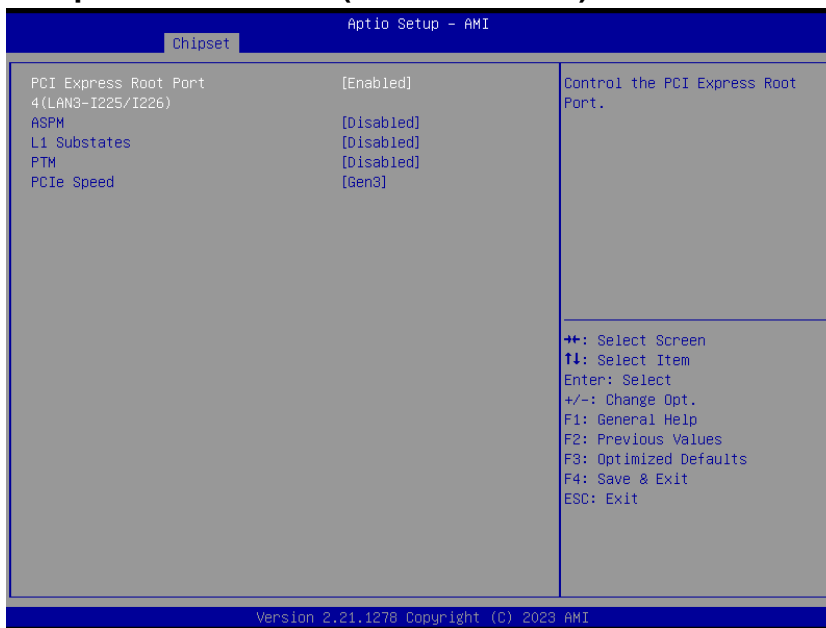 Aptio Setup – AMI
Chipset
PCI Express Root Port [Enabled]
4(LAN3-I225/I226)
ASPM [Disabled]
L1 Substates [Disabled]
PTM [Disabled]
PCIe Speed [Gen3]
Control the PCI Express Root
Port.
→←: Select Screen
↑↓: Select Item
Enter: Select
+/-: Change Opt.
F1: General Help
F2: Previous Values
F3: Optimized Defaults
F4: Save & Exit
ESC: Exit
Version 2.21.1278 Copyright (C) 2023 AMI